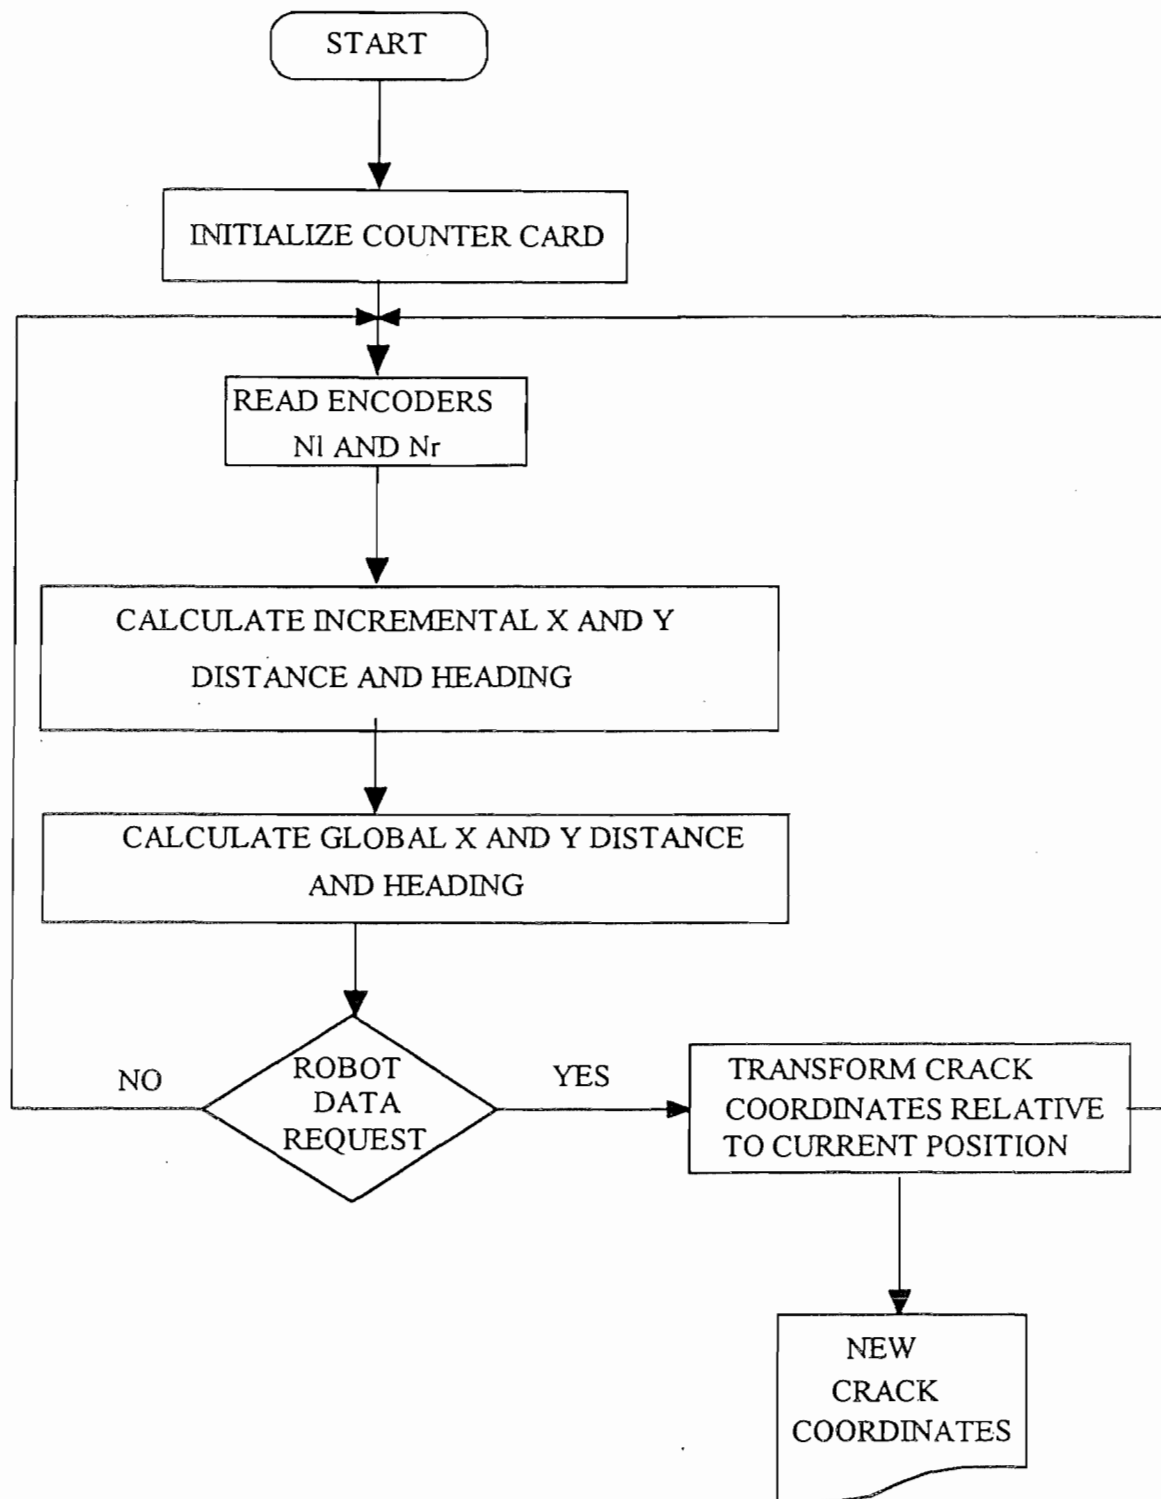 START
INITIALIZE COUNTER CARD
READ ENCODERS
Nl AND Nr
CALCULATE INCREMENTAL X AND Y
DISTANCE AND HEADING
CALCULATE GLOBAL X AND Y DISTANCE
AND HEADING
ROBOT
DATA
REQUEST
NO
YES
TRANSFORM CRACK
COORDINATES RELATIVE
TO CURRENT POSITION
NEW
CRACK
COORDINATES